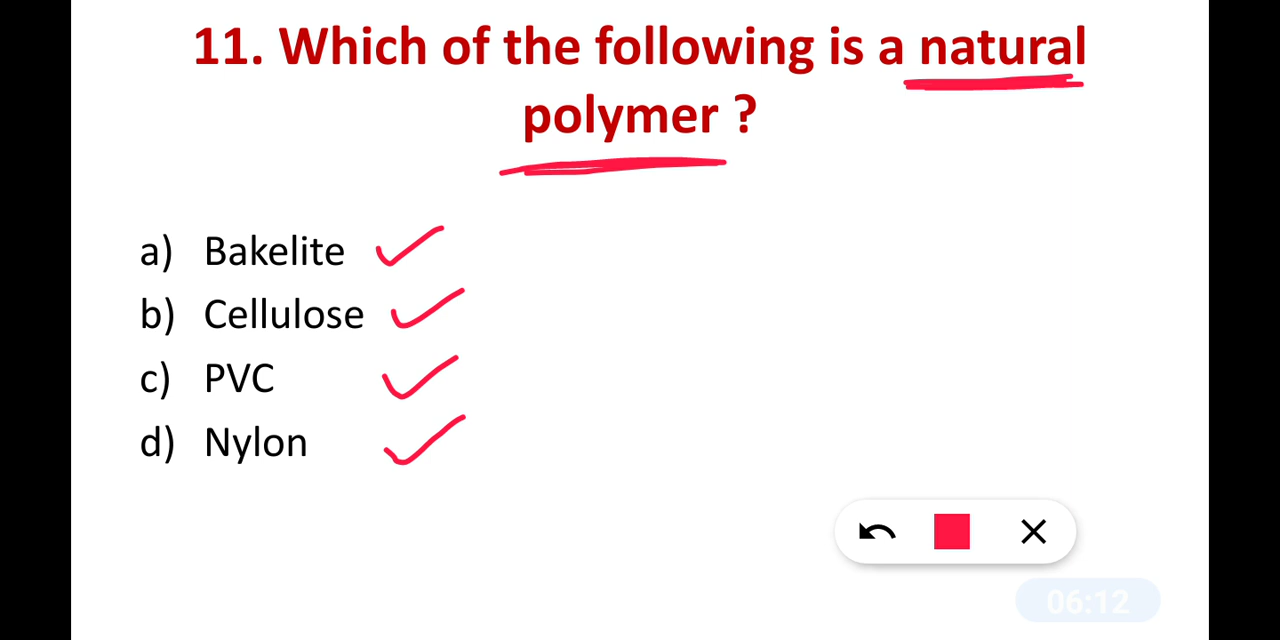 11. Which of the following is a natural
polymer ?
a) Bakelite
b) Cellulose
c) PVC
d) Nylon
06:12